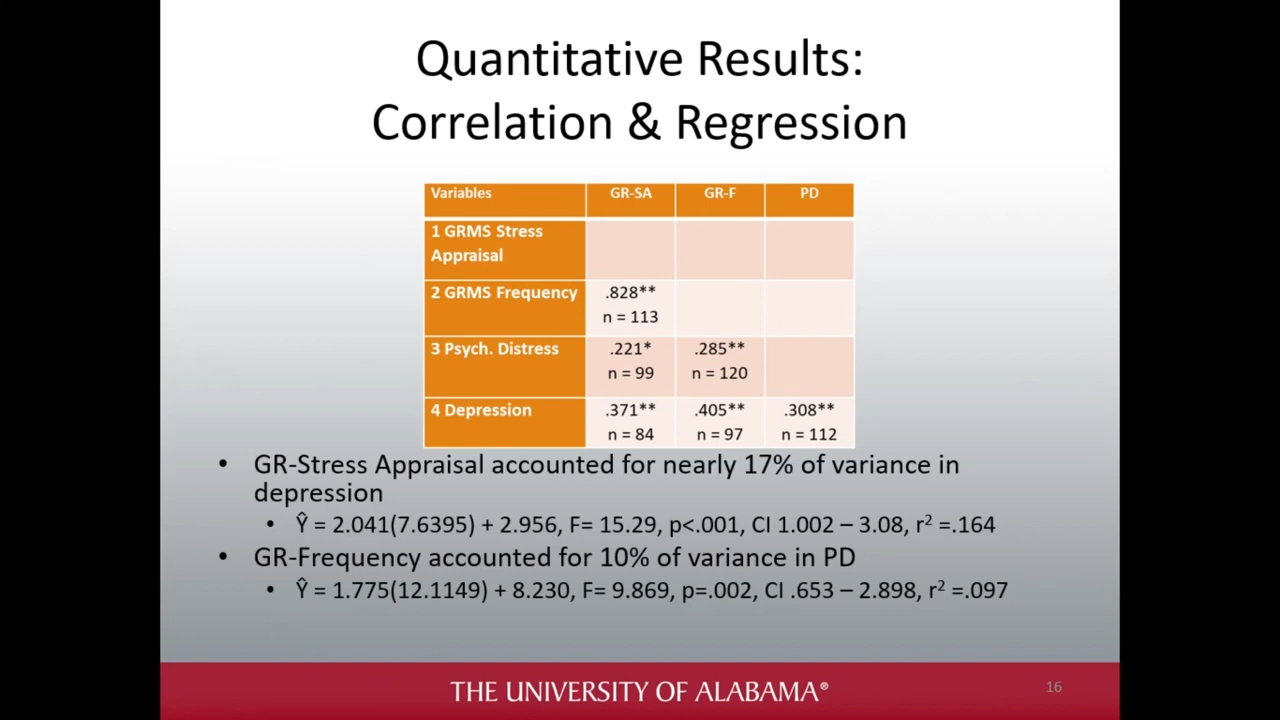 Quantitative Results:
Correlation & Regression
Variables GR-SA GR-F PD
1 GRMS Stress
Appraisal
2 GRMS Frequency .828**
n = 113
3 Psych. Distress .221* .285**
n = 99 n = 120
4 Depression .371** .405** .308**
n = 84 n = 97 n = 112
• GR-Stress Appraisal accounted for nearly 17% of variance in
depression
• Ŷ = 2.041(7.6395) + 2.956, F= 15.29, p<.001, CI 1.002 – 3.08, r² =.164
• GR-Frequency accounted for 10% of variance in PD
• Ŷ = 1.775(12.1149) + 8.230, F= 9.869, p=.002, CI .653 – 2.898, r² =.097
THE UNIVERSITY OF ALABAMA®
16